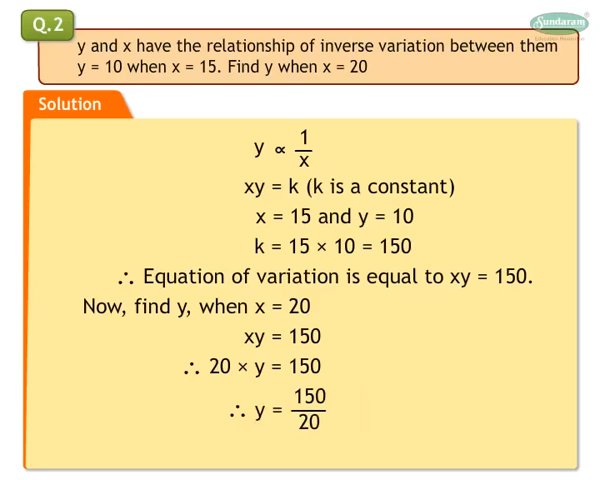 Q.2
Sundaram
y and x have the relationship of inverse variation between them
y = 10 when x = 15. Find y when x = 20
Solution
y ∝ 1/x
xy = k (k is a constant)
x = 15 and y = 10
k = 15 × 10 = 150
∴ Equation of variation is equal to xy = 150.
Now, find y, when x = 20
xy = 150
∴ 20 × y = 150
∴ y = 150/20